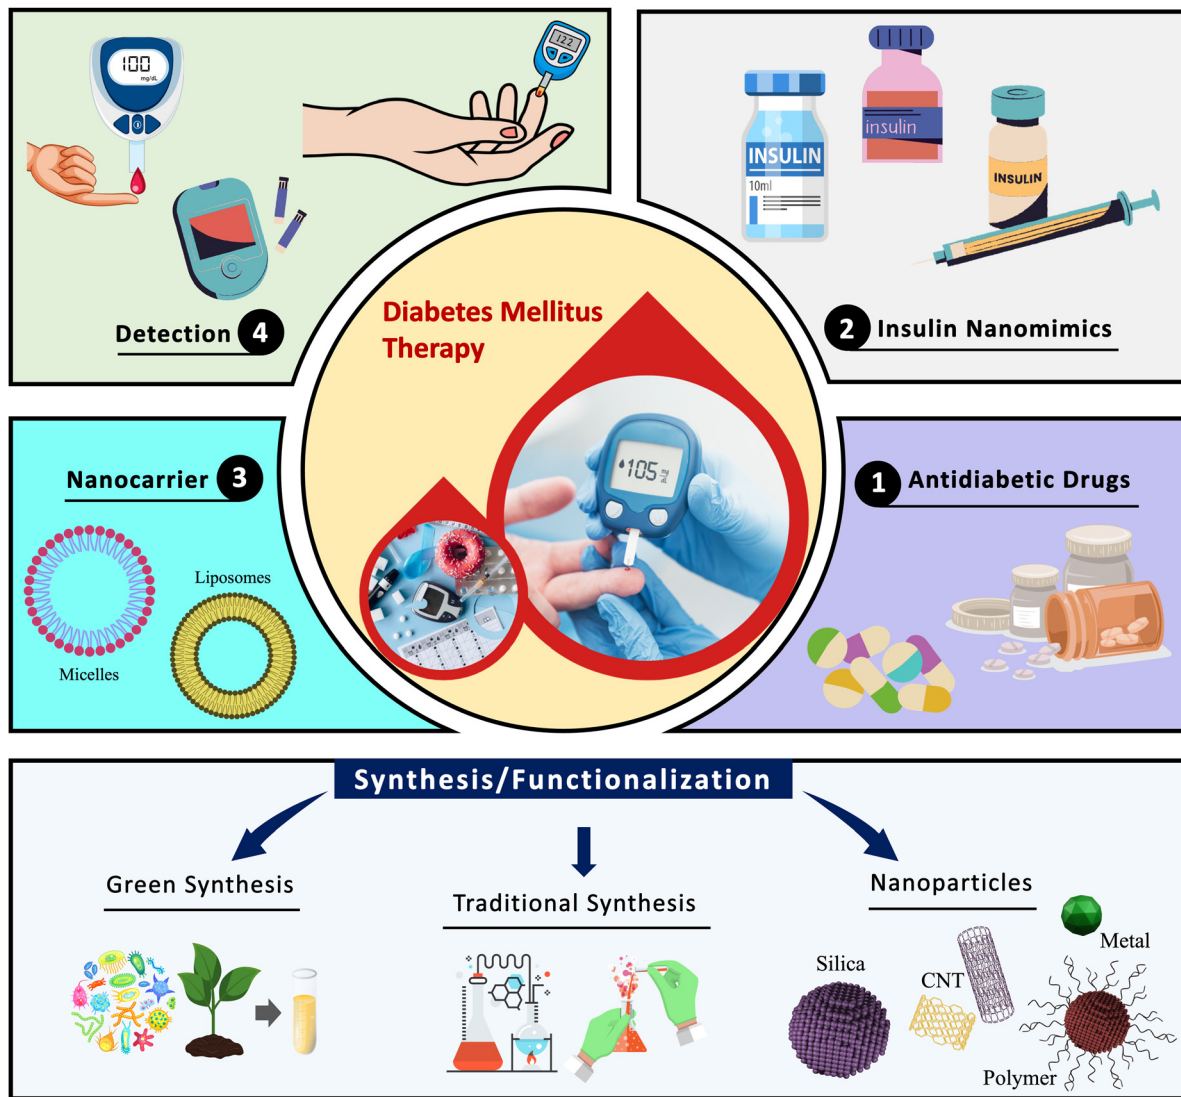 100
mg/dL
122
Detection 4
INSULIN
10ml
insulin
INSULIN
2 Insulin Nanomimics
Diabetes Mellitus
Therapy
105
Nanocarrier 3
Liposomes
Micelles
1 Antidiabetic Drugs
Synthesis/Functionalization
Green Synthesis
Traditional Synthesis
Nanoparticles
Silica
CNT
Metal
Polymer